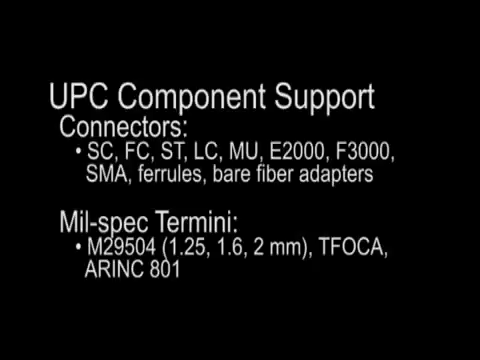 UPC Component Support
Connectors:
• SC, FC, ST, LC, MU, E2000, F3000,
SMA, ferrules, bare fiber adapters
Mil-spec Termini:
• M29504 (1.25, 1.6, 2 mm), TFOCA,
ARINC 801